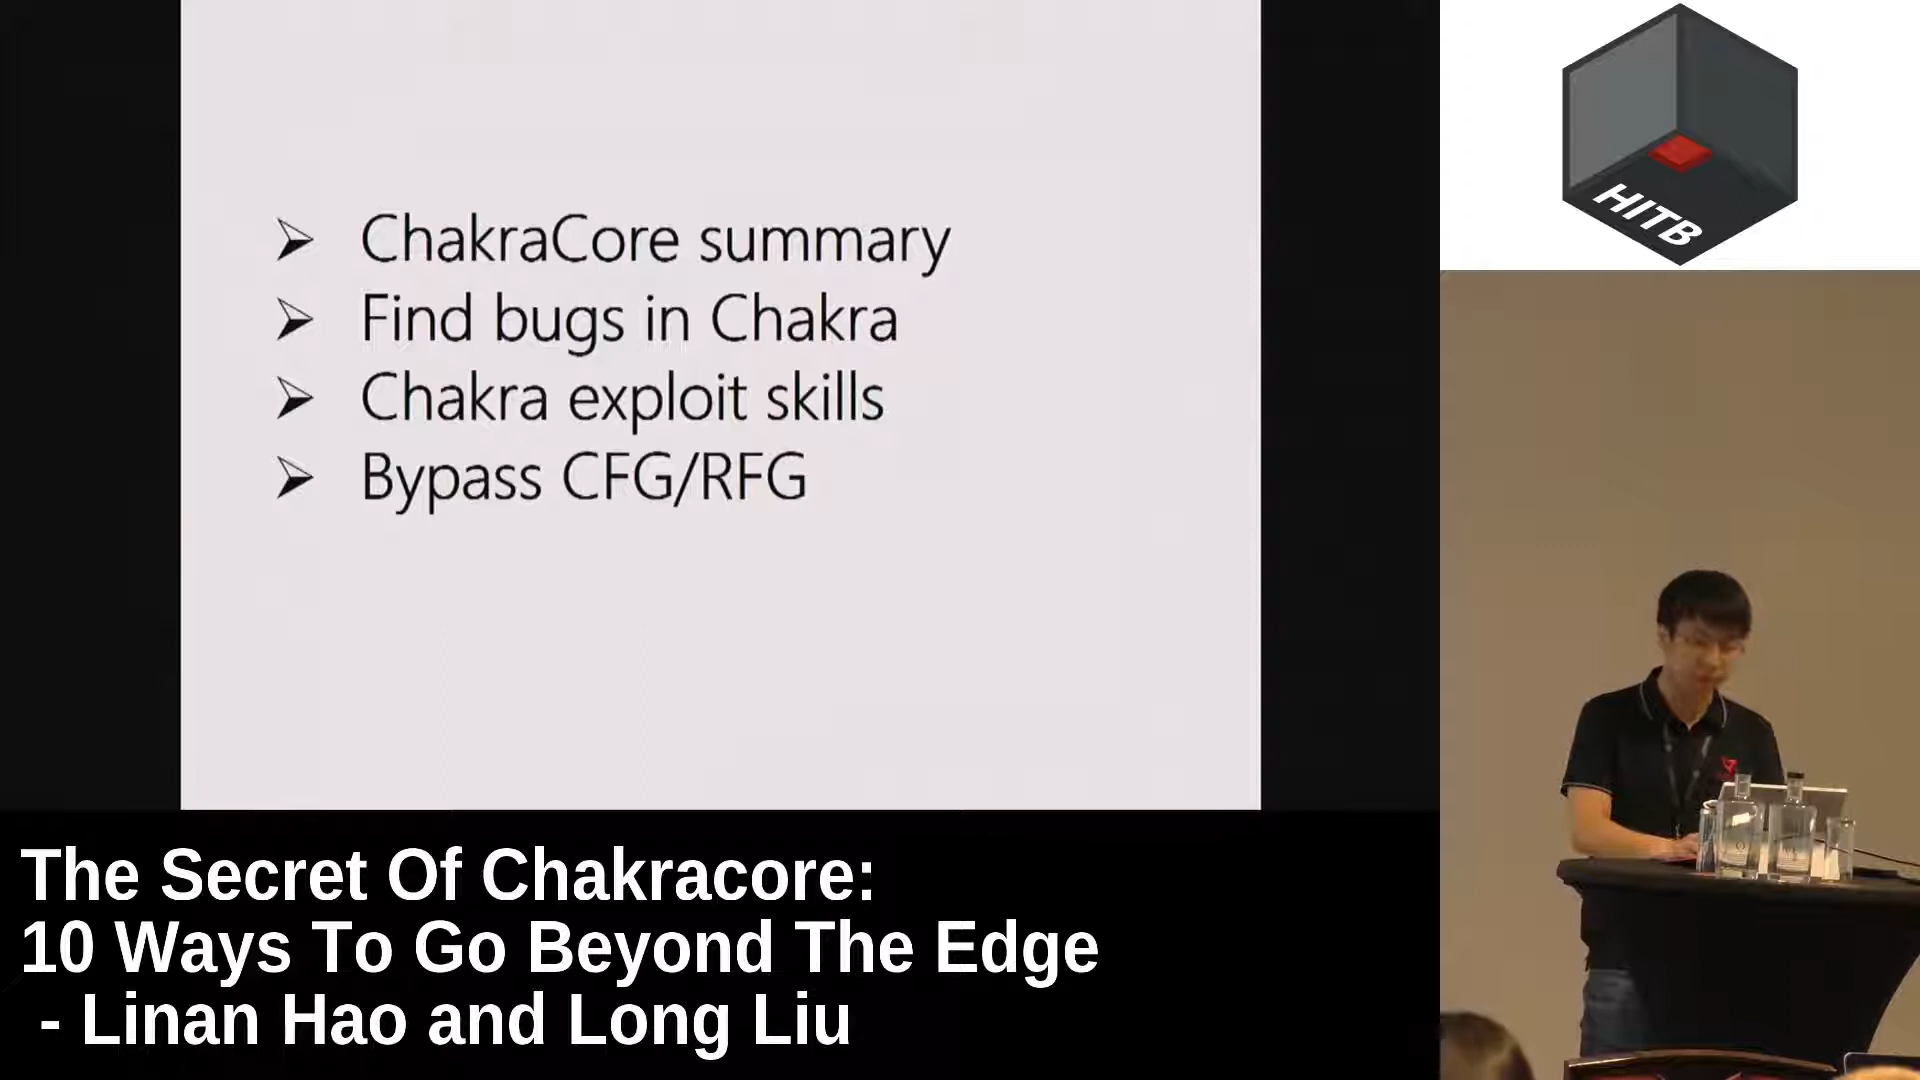 ➢ ChakraCore summary
➢ Find bugs in Chakra
➢ Chakra exploit skills
➢ Bypass CFG/RFG
HITB
The Secret Of Chakracore:
10 Ways To Go Beyond The Edge
- Linan Hao and Long Liu